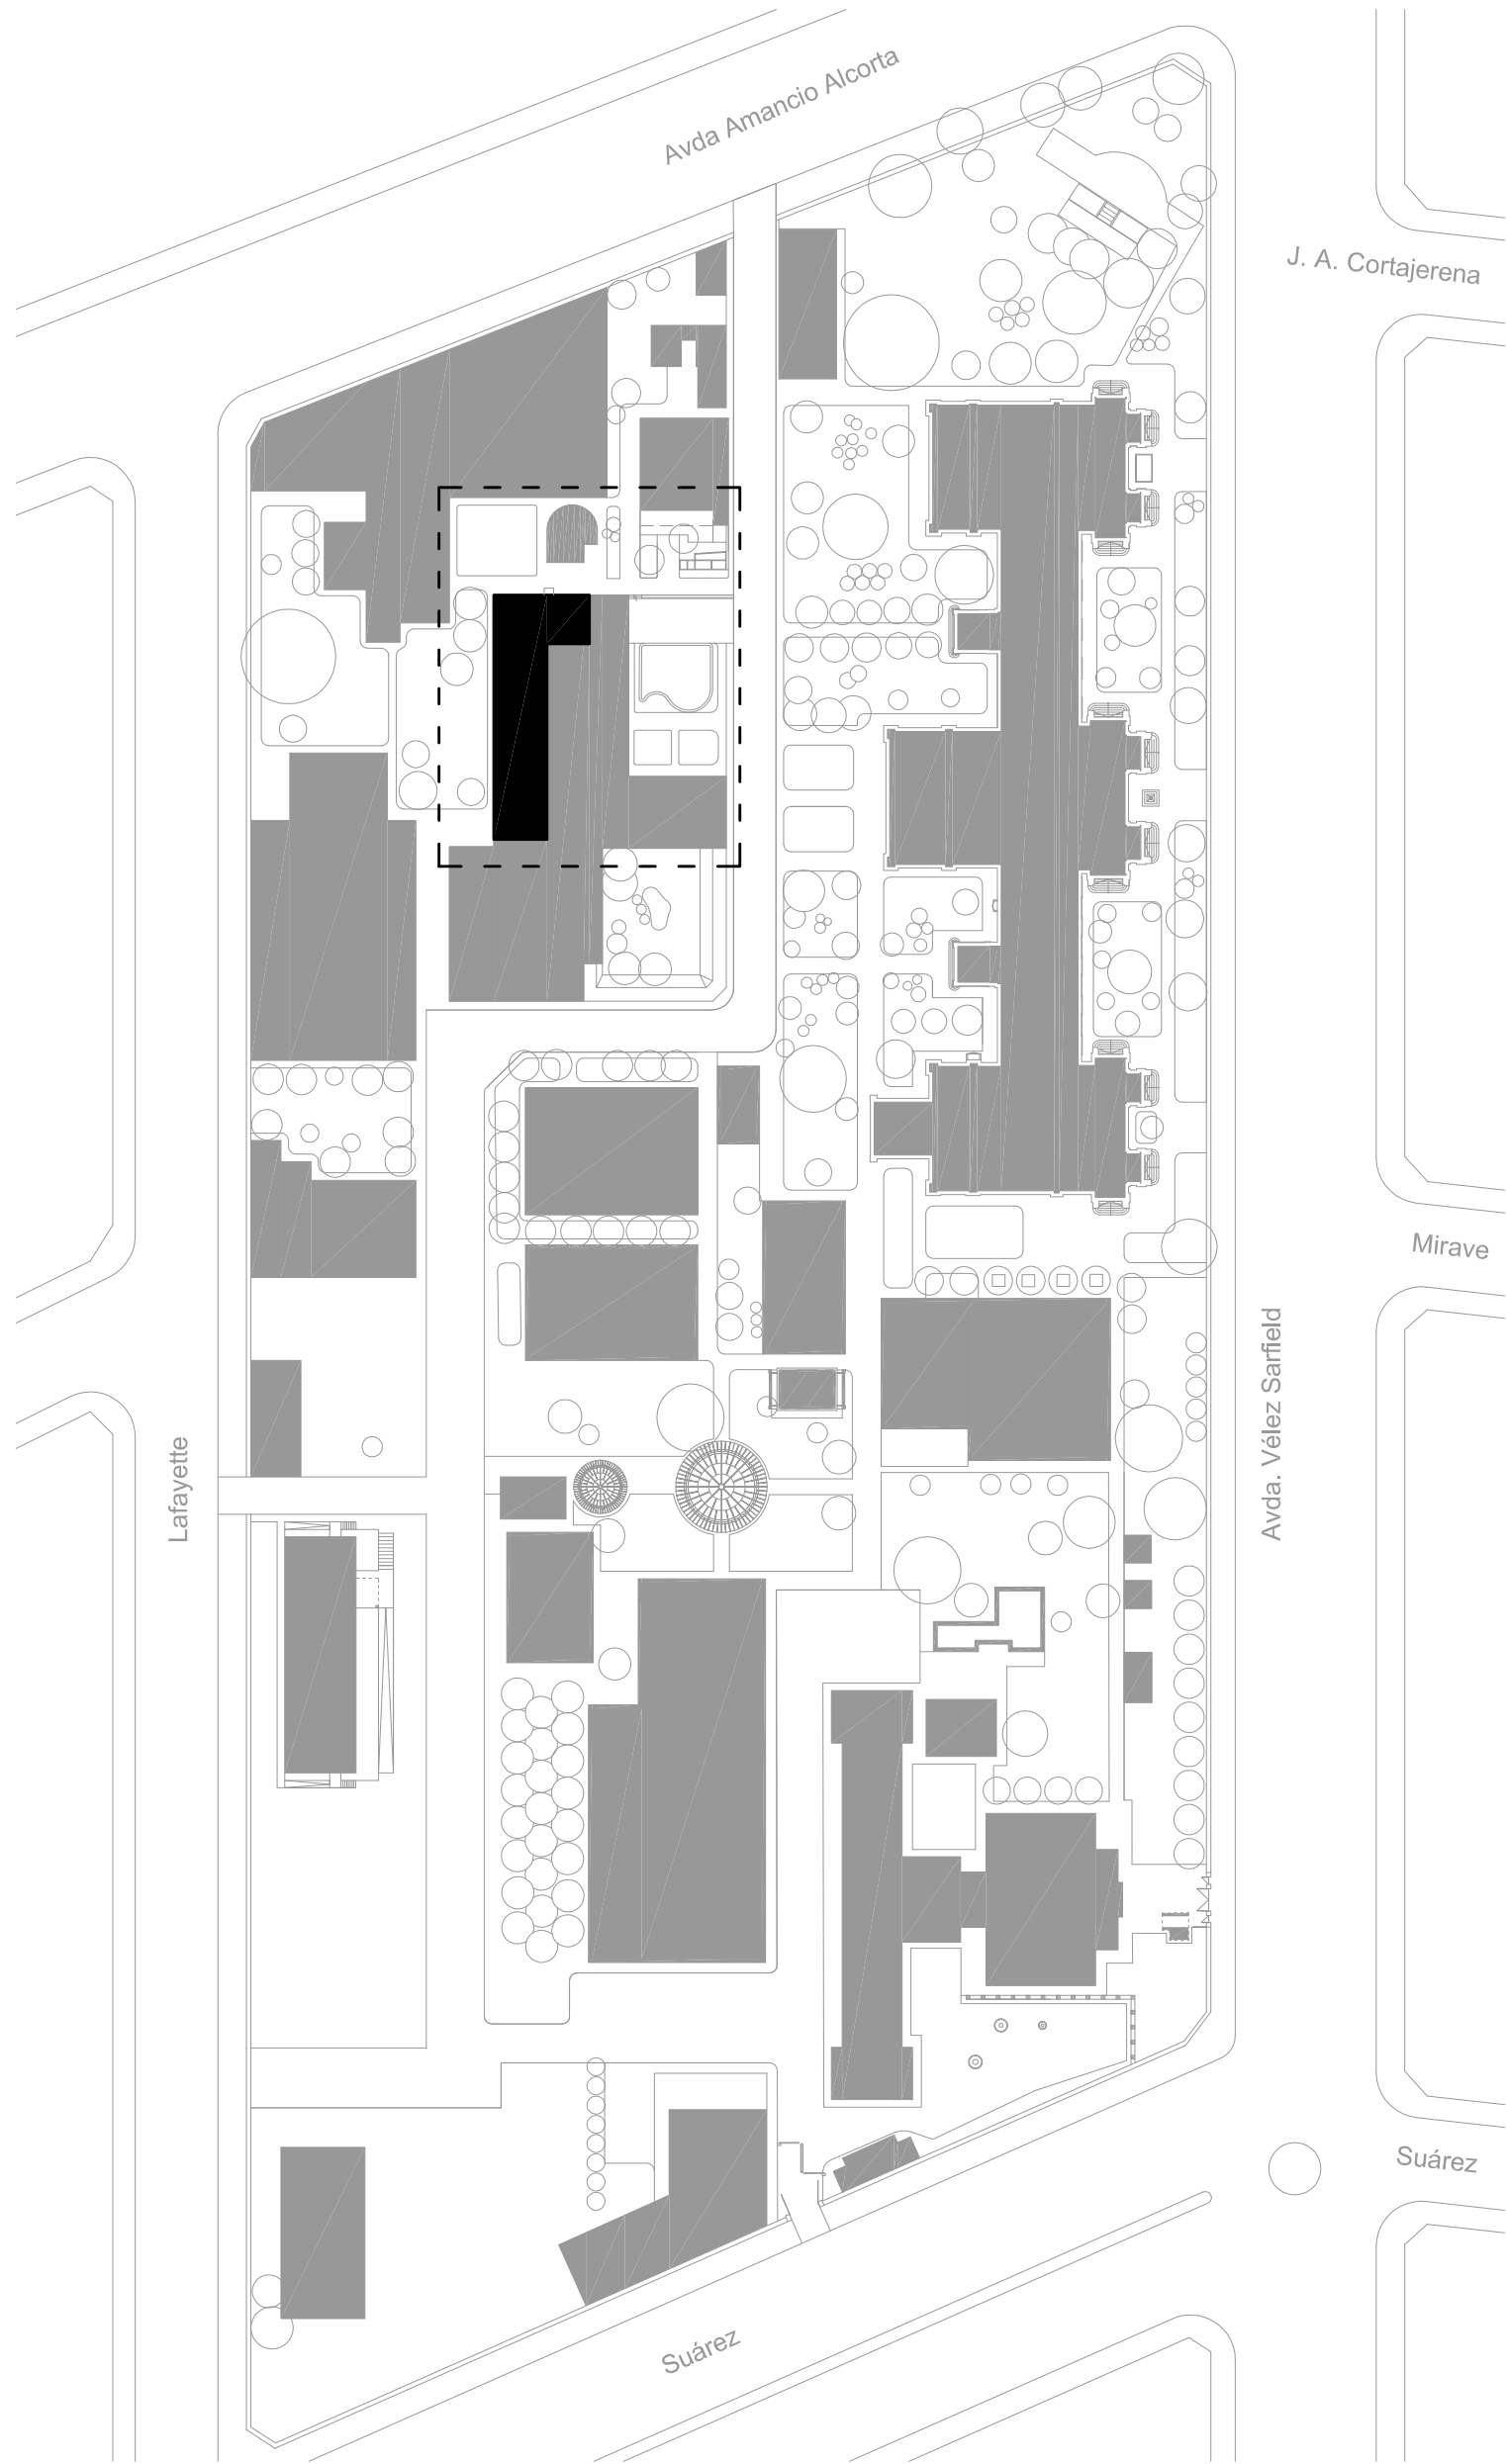 Avda Amancio Alcorta
J. A. Cortajerena
Mirave
Avda. Vélez Sarfield
Lafayette
Suárez
Suárez